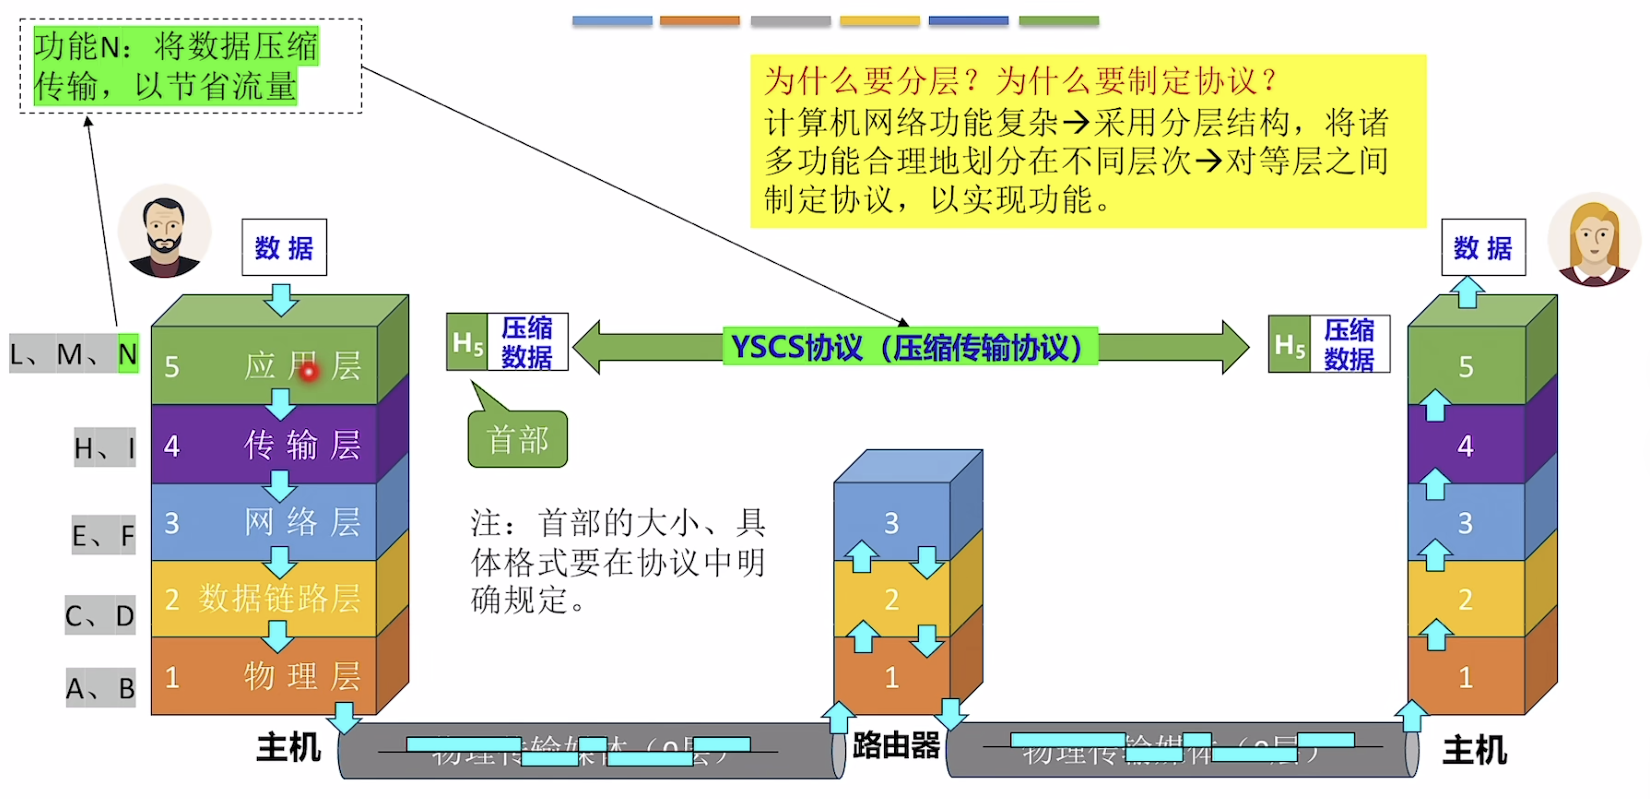 功能N：将数据压缩
传输，以节省流量
为什么要分层？为什么要制定协议？
计算机网络功能复杂→采用分层结构，将诸
多功能合理地划分在不同层次→对等层之间
制定协议，以实现功能。
数 据
数 据
L、M、N
H、I
E、F
C、D
A、B
5 应 用 层
4 传 输 层
3 网 络 层
2 数据链路层
1 物 理 层
主机
H5 压缩
数据
首部
YSCS协议（压缩传输协议）
H5 压缩
数据
注：首部的大小、具
体格式要在协议中明
确规定。
3
2
1
路由器
5
4
3
2
1
主机
物理传输媒体（0层）
物理传输媒体（0层）